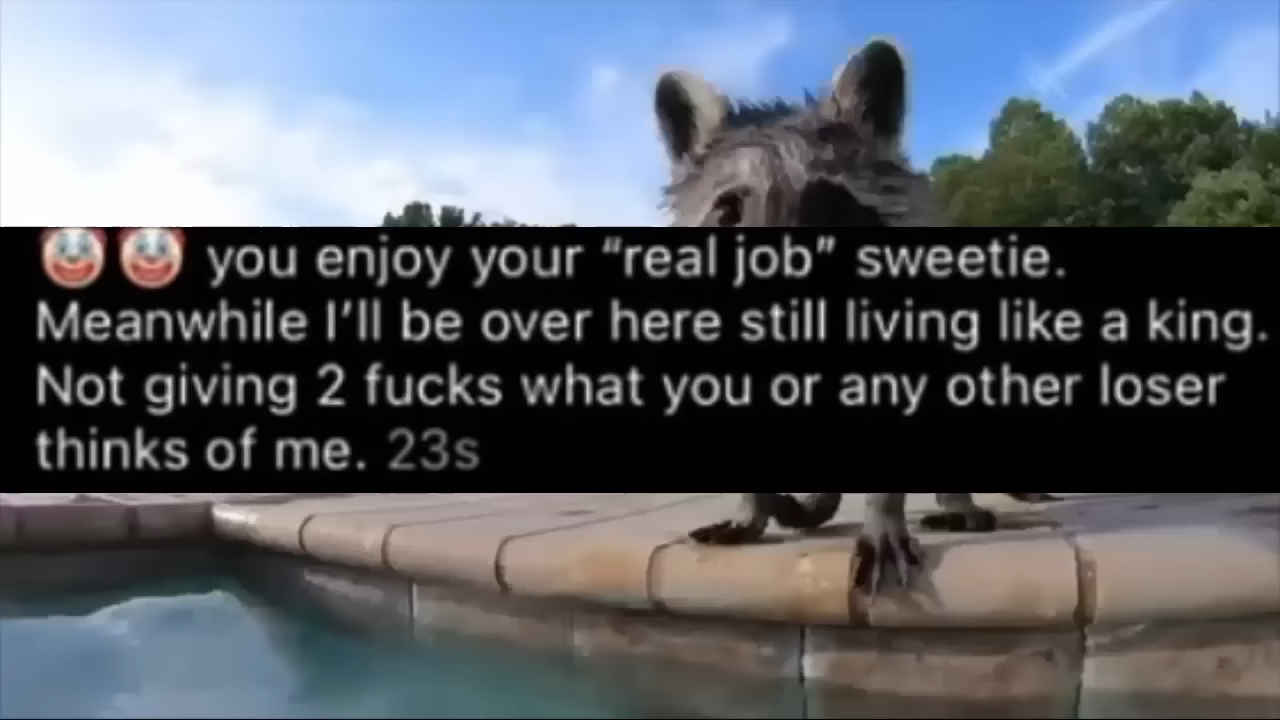 🤡🤡 you enjoy your “real job” sweetie.
Meanwhile I’ll be over here still living like a king.
Not giving 2 fucks what you or any other loser
thinks of me. 23s